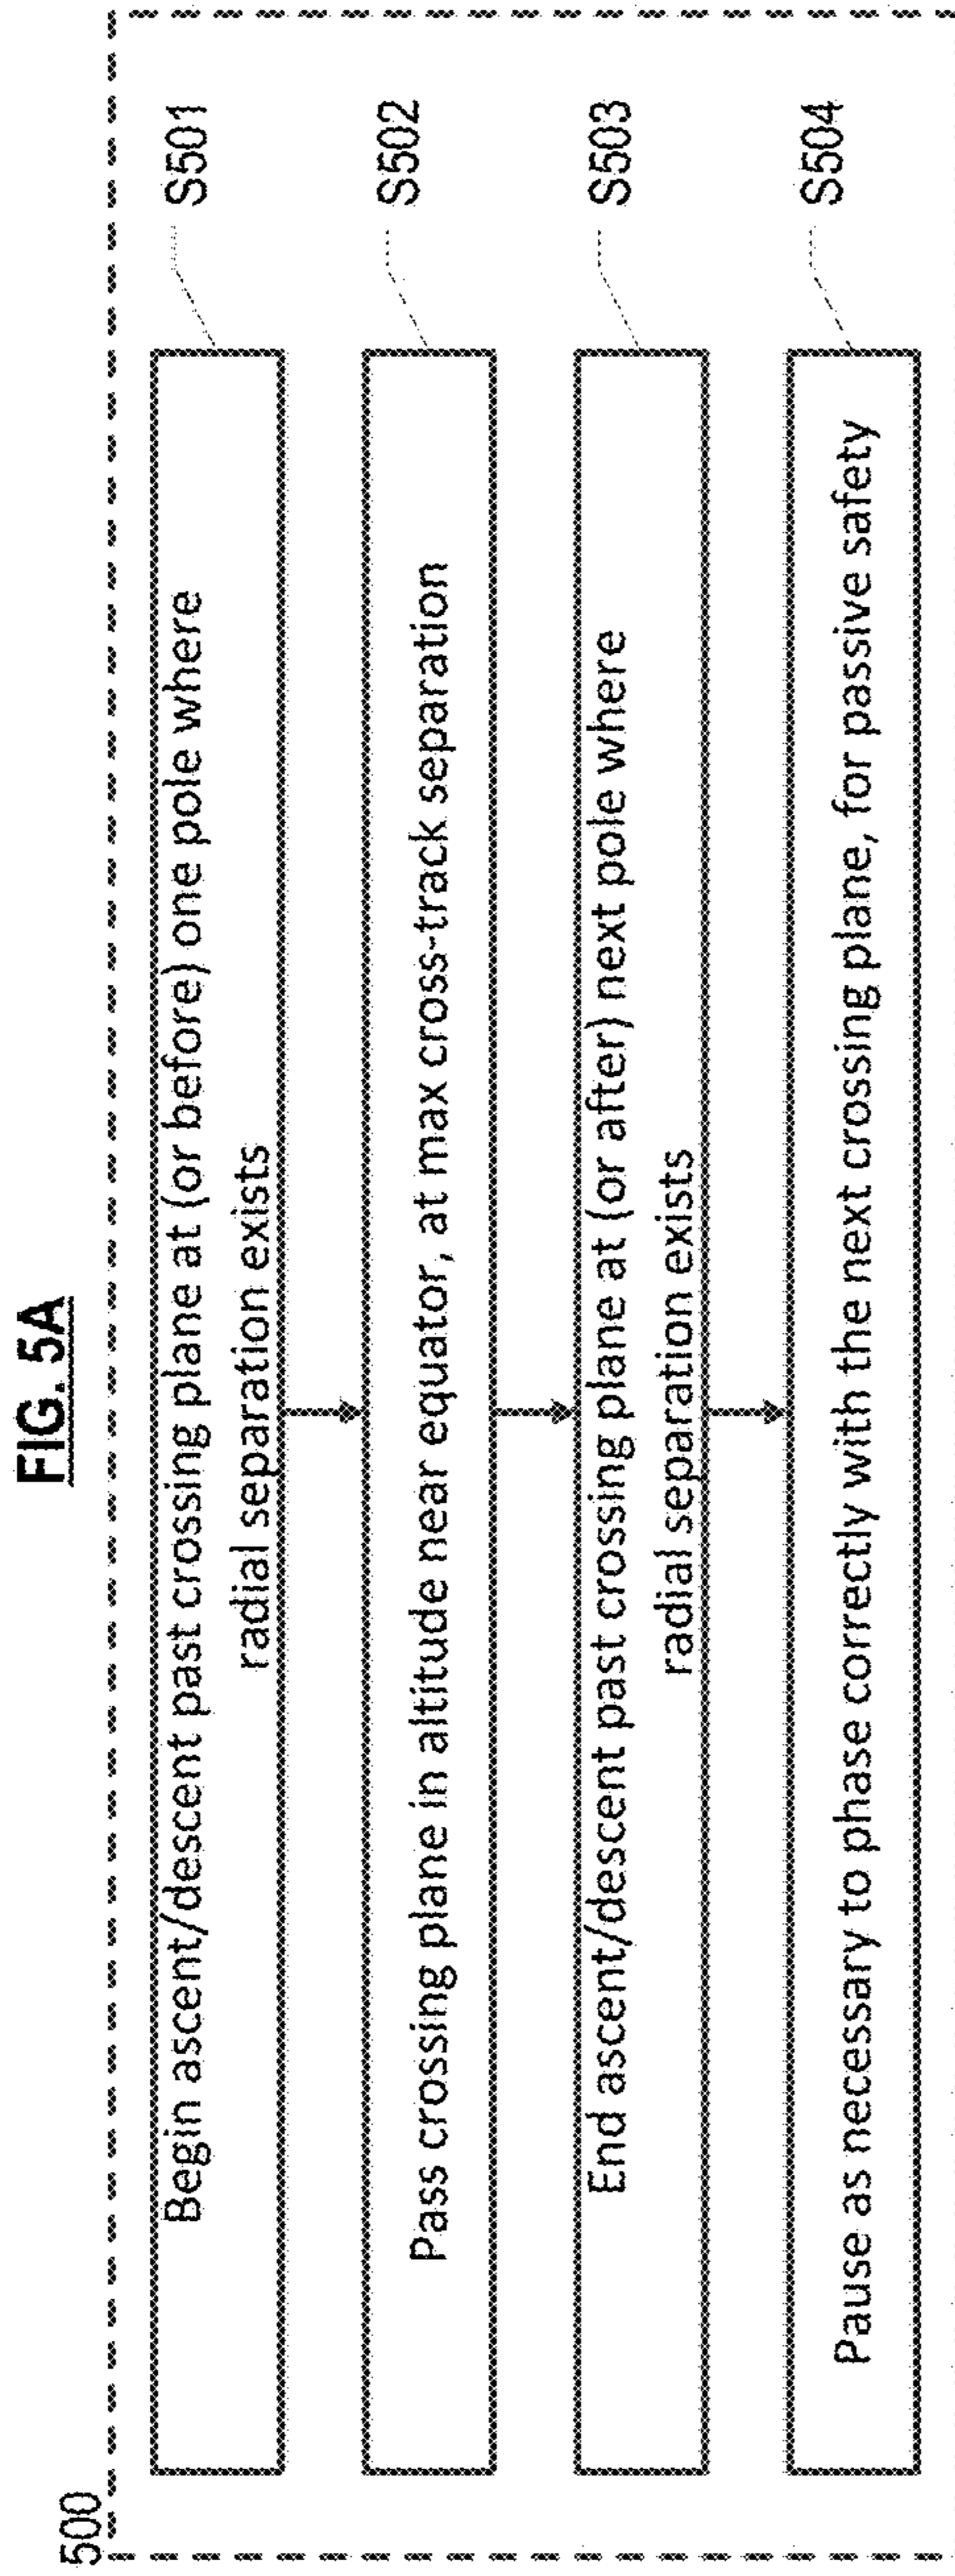 FIG. 5A
500
Begin ascent/descent past crossing plane at (or before) one pole where
radial separation exists
S501
Pass crossing plane in altitude near equator, at max cross-track separation
S502
End ascent/descent past crossing plane at (or after) next pole where
radial separation exists
S503
Pause as necessary to phase correctly with the next crossing plane, for passive safety
S504